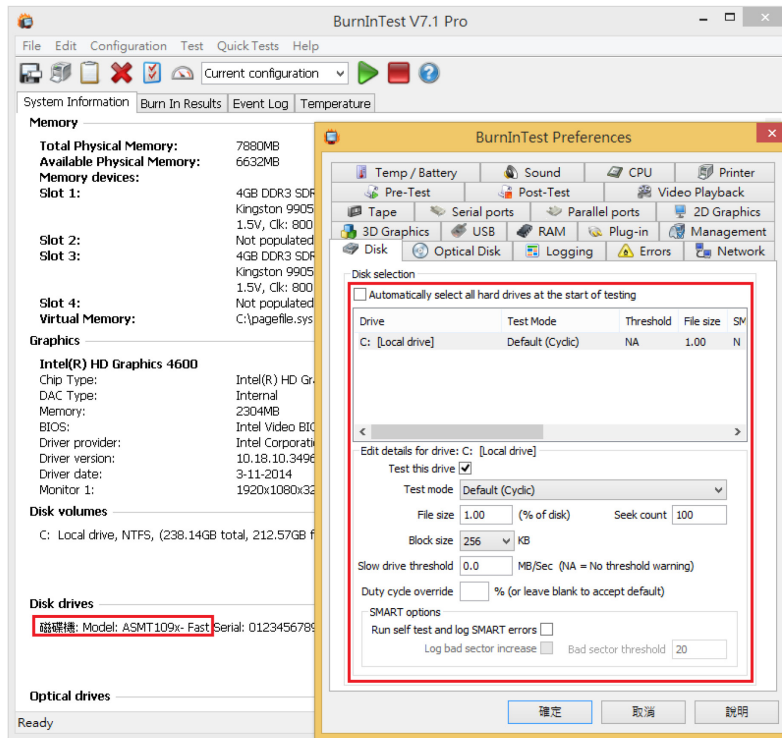 BurnInTest V7.1 Pro
File Edit Configuration Test Quick Tests Help
Current configuration
System Information Burn In Results Event Log Temperature
Memory
Total Physical Memory: 7880MB
Available Physical Memory: 6632MB
Memory devices:
Slot 1: 4GB DDR3 SDR
Kingston 9905
1.5V, Clk: 800
Slot 2: Not populated
Slot 3: 4GB DDR3 SDR
Kingston 9905
1.5V, Clk: 800
Slot 4: Not populated
Virtual Memory: C:\pagefile.sys
Graphics
Intel(R) HD Graphics 4600
Chip Type: Intel(R) HD Gr
DAC Type: Internal
Memory: 2304MB
BIOS: Intel Video BIO
Driver provider: Intel Corporati
Driver version: 10.18.10.3496
Driver date: 3-11-2014
Monitor 1: 1920x1080x32
Disk volumes
C: Local drive, NTFS, (238.14GB total, 212.57GB f
Disk drives
磁碟機: Model: ASMT109x- Fast Serial: 0123456789
Optical drives
Ready
BurnInTest Preferences
Temp / Battery Sound CPU Printer
Pre-Test Post-Test Video Playback
Tape Serial ports Parallel ports 2D Graphics
3D Graphics USB RAM Plug-in Management
Disk Optical Disk Logging Errors Network
Disk selection
Automatically select all hard drives at the start of testing
Drive Test Mode Threshold File size SM
C: [Local drive] Default (Cyclic) NA 1.00 N
Edit details for drive: C: [Local drive]
Test this drive
Test mode Default (Cyclic)
File size 1.00 (% of disk) Seek count 100
Block size 256 KB
Slow drive threshold 0.0 MB/Sec (NA = No threshold warning)
Duty cycle override % (or leave blank to accept default)
SMART options
Run self test and log SMART errors
Log bad sector increase Bad sector threshold 20
確定 取消 說明